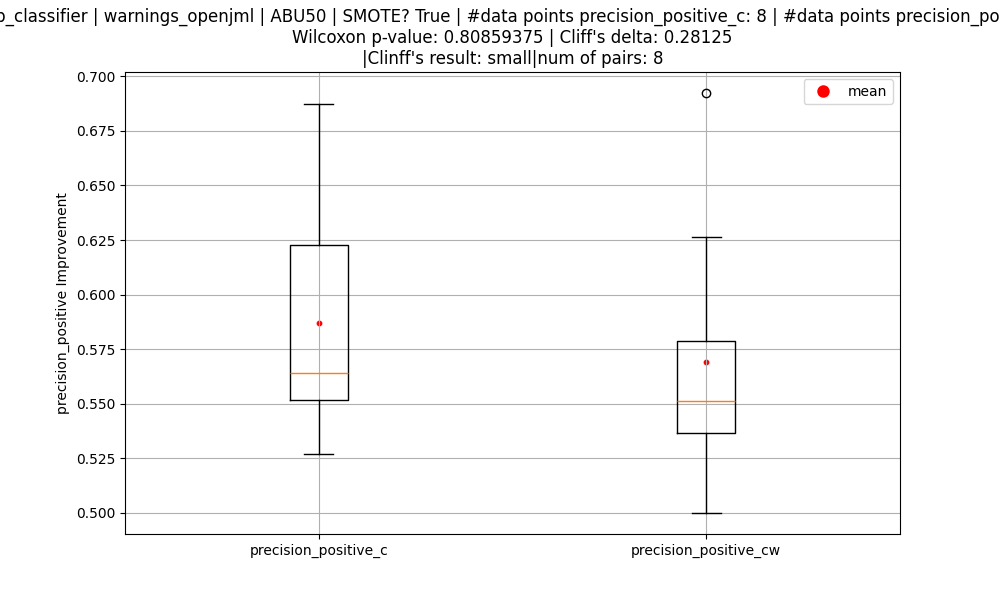 _classifier | warnings_openjml | ABU50 | SMOTE? True | #data points precision_positive_c: 8 | #data points precision_po
Wilcoxon p-value: 0.80859375 | Cliff's delta: 0.28125
|Clinff's result: small|num of pairs: 8
0.700
mean
0.675
0.650
0.625
0.600
0.575
0.550
0.525
0.500
precision_positive Improvement
precision_positive_c
precision_positive_cw